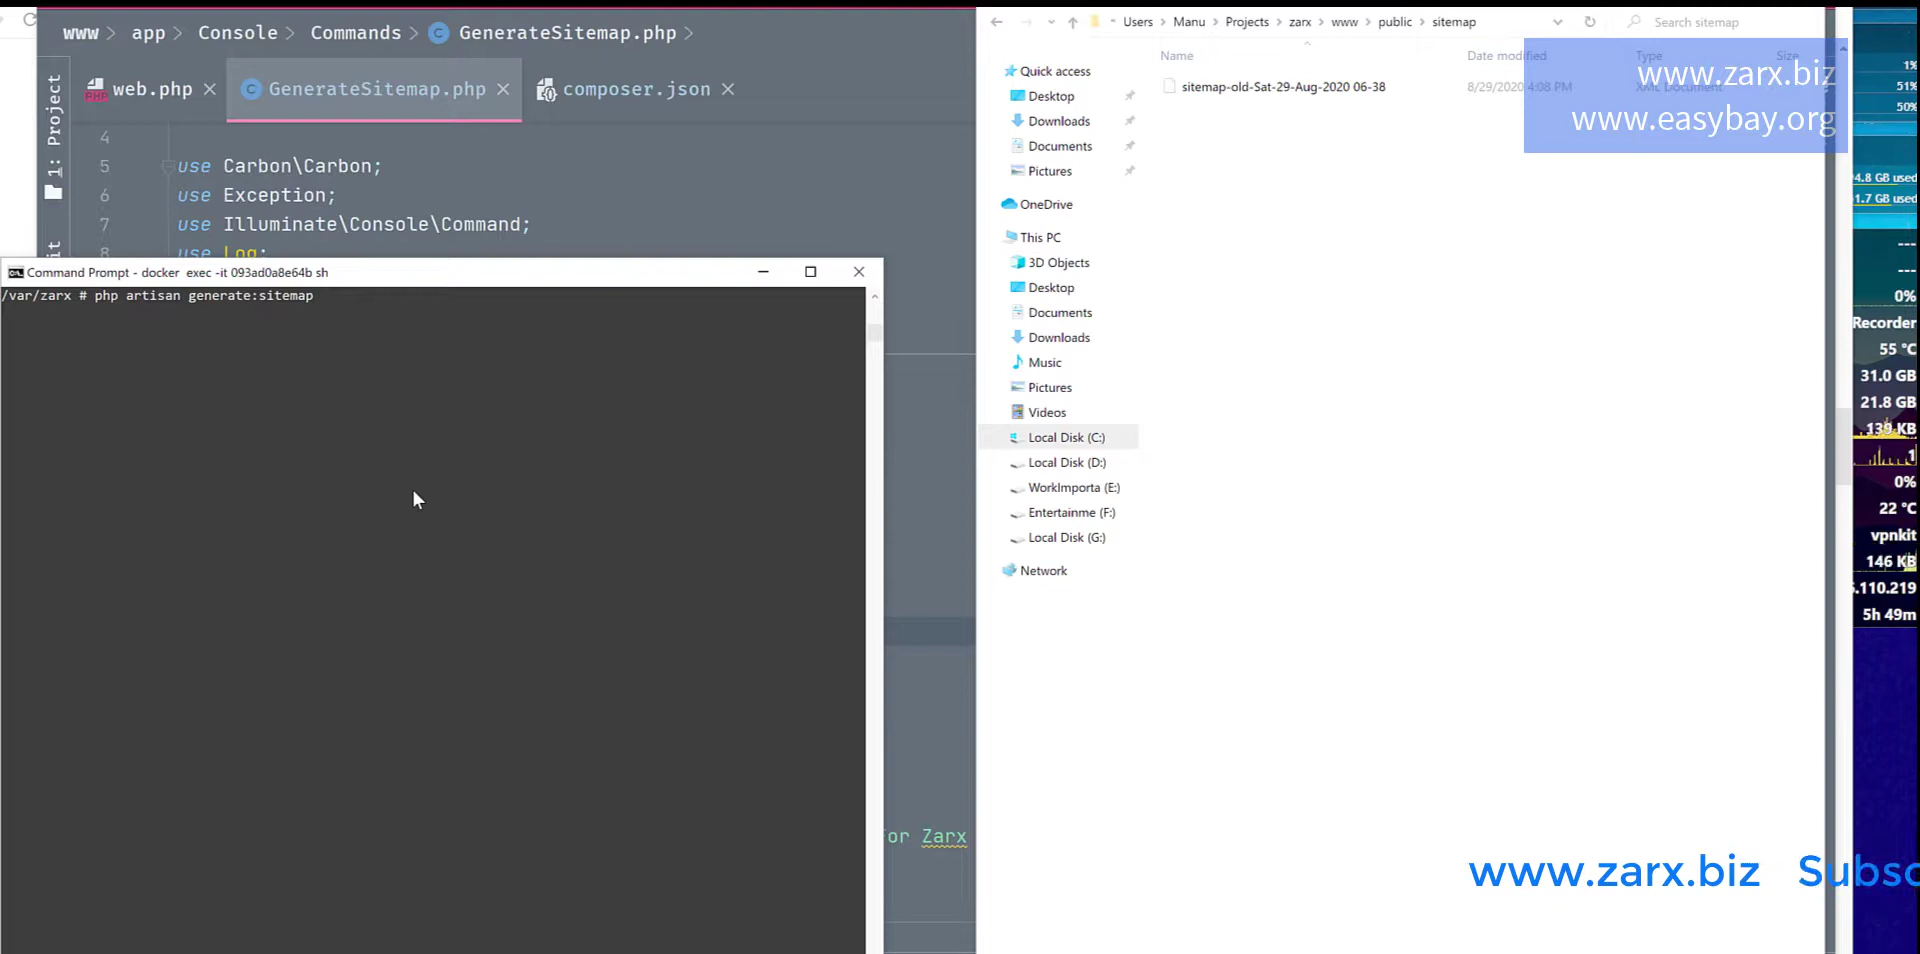 www > app > Console > Commands > GenerateSitemap.php >
web.php
GenerateSitemap.php
composer.json
1: Project
4
5 use Carbon\Carbon;
6 use Exception;
7 use Illuminate\Console\Command;
8 use Log;
Command Prompt - docker exec -it 093ad0a8e64b sh
/var/zarx # php artisan generate:sitemap
for Zarx
Users > Manu > Projects > zarx > www > public > sitemap
Search sitemap
Name Date modified Type Size
sitemap-old-Sat-29-Aug-2020 06-38 8/29/2020 4:08 PM XML Document
Quick access
Desktop
Downloads
Documents
Pictures
OneDrive
This PC
3D Objects
Desktop
Documents
Downloads
Music
Pictures
Videos
Local Disk (C:)
Local Disk (D:)
WorkImporta (E:)
Entertainme (F:)
Local Disk (G:)
Network
www.zarx.biz
www.easybay.org
www.zarx.biz Subsc
1%
51%
50%
4.8 GB used
1.7 GB used
---
---
0%
Recorder
55 °C
31.0 GB
21.8 GB
139 KB
1
0%
22 °C
vpnkit
146 KB
.110.219
5h 49m